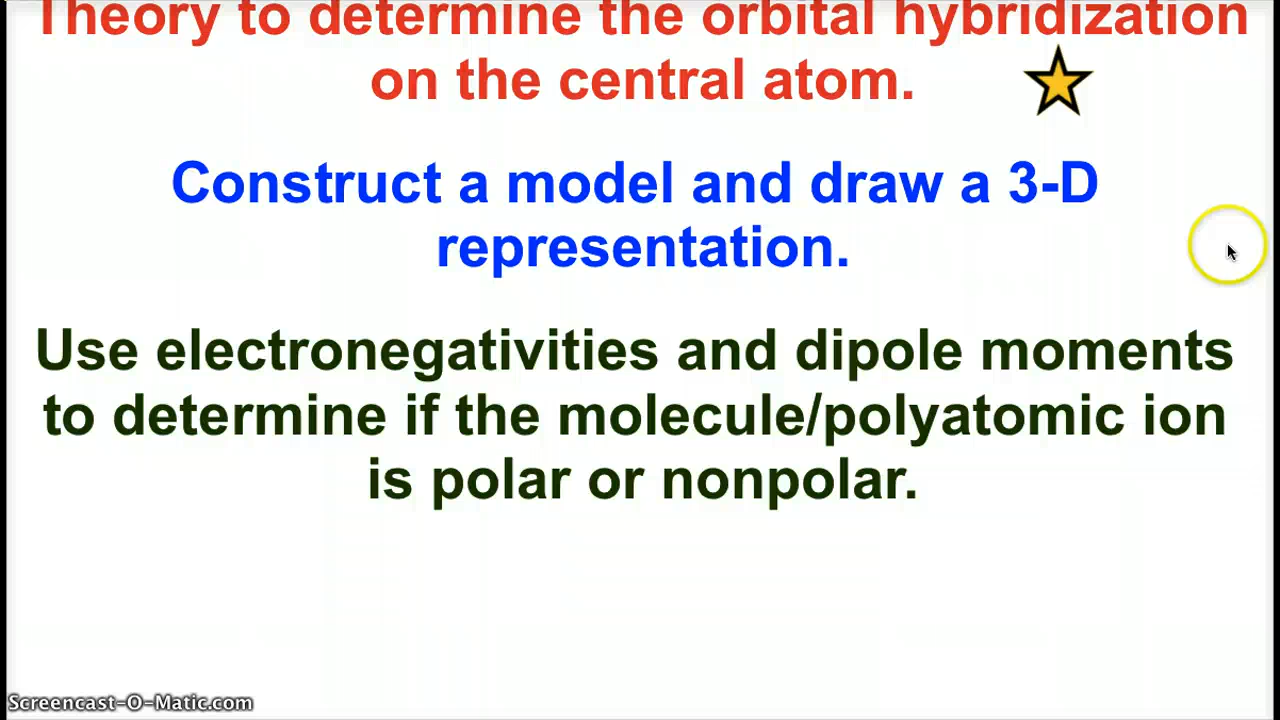 Theory to determine the orbital hybridization
on the central atom.
Construct a model and draw a 3-D
representation.
Use electronegativities and dipole moments
to determine if the molecule/polyatomic ion
is polar or nonpolar.
Screencast-O-Matic.com